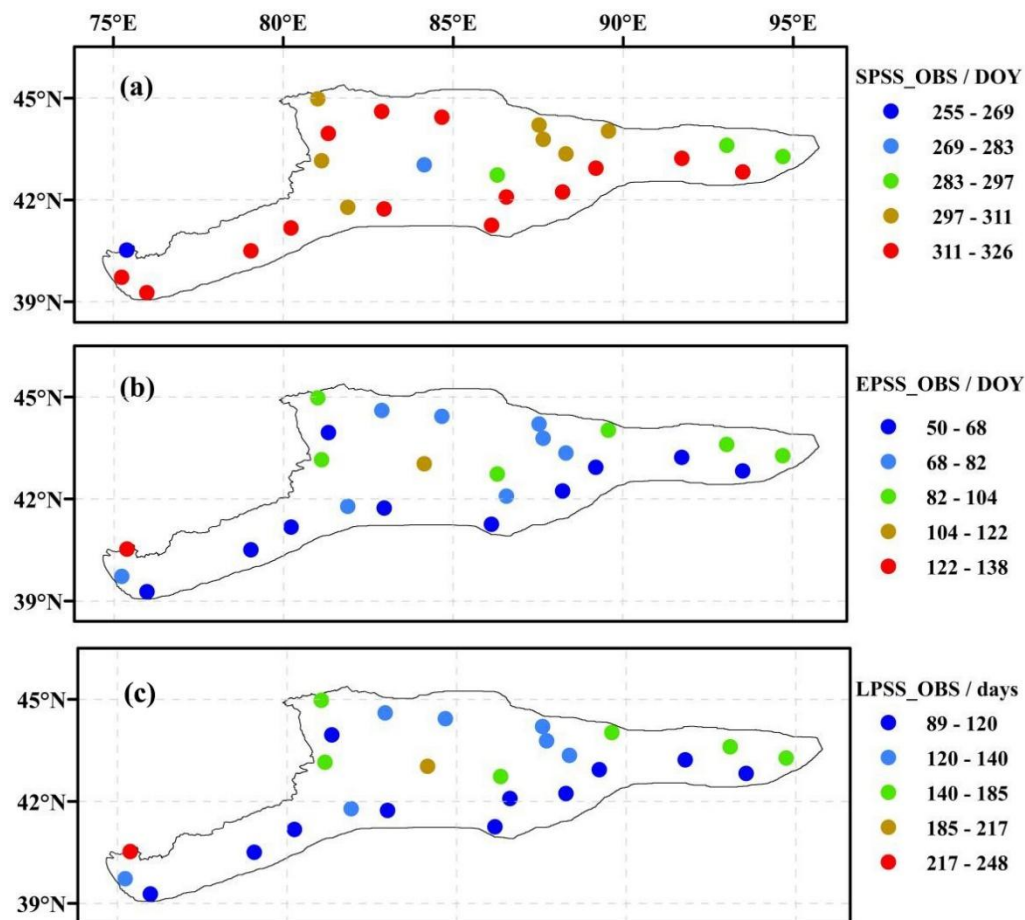 75°E 80°E 85°E 90°E 95°E
(a)
45°N
42°N
39°N
SPSS_OBS / DOY
255 - 269
269 - 283
283 - 297
297 - 311
311 - 326
(b)
45°N
42°N
39°N
EPSS_OBS / DOY
50 - 68
68 - 82
82 - 104
104 - 122
122 - 138
(c)
45°N
42°N
39°N
LPSS_OBS / days
89 - 120
120 - 140
140 - 185
185 - 217
217 - 248